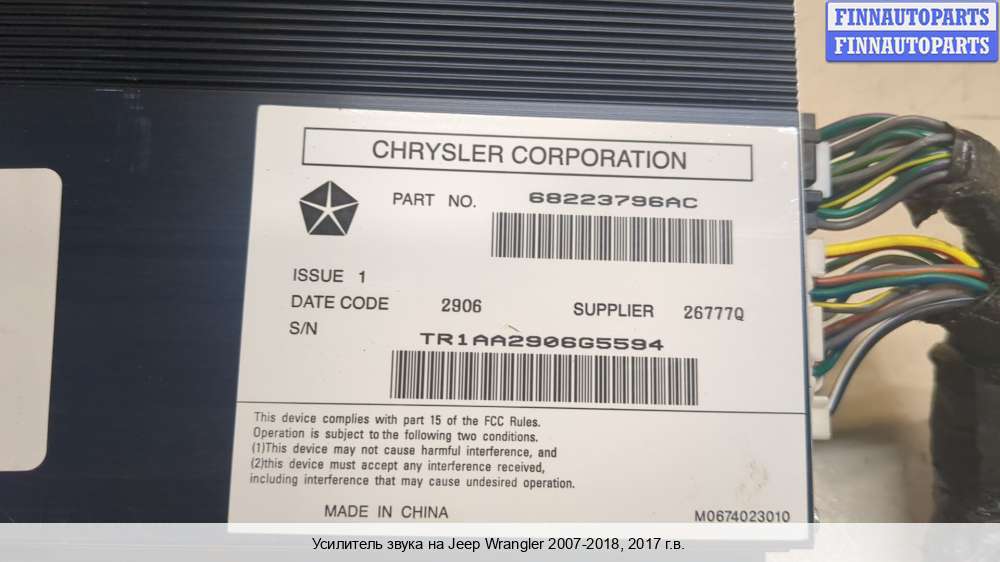 FINNAUTOPARTS
FINNAUTOPARTS
CHRYSLER CORPORATION
PART NO. 68223796AC
ISSUE 1
DATE CODE 2906 SUPPLIER 26777Q
S/N TR1AA2906G5594
This device complies with part 15 of the FCC Rules.
Operation is subject to the following two conditions.
(1)This device may not cause harmful interference, and
(2)this device must accept any interference received,
including interference that may cause undesired operation.
MADE IN CHINA M0674023010
Усилитель звука на Jeep Wrangler 2007-2018, 2017 г.в.